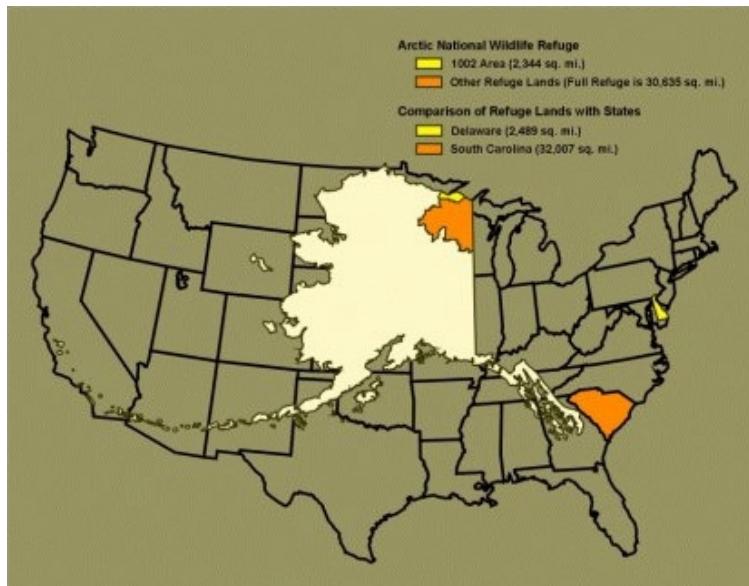 Arctic National Wildlife Refuge
1002 Area (2,344 sq. mi.)
Other Refuge Lands (Full Refuge is 30,635 sq. mi.)
Comparison of Refuge Lands with States
Delaware (2,489 sq. mi.)
South Carolina (32,007 sq. mi.)